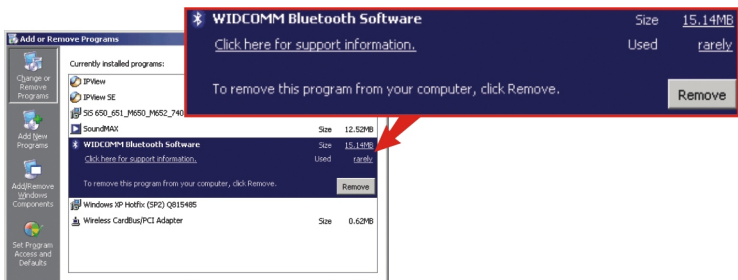 WIDCOMM Bluetooth Software Size 15.14MB
Click here for support information. Used rarely
To remove this program from your computer, click Remove.
Remove
Add or Remove Programs
Change or
Remove
Programs
Add New
Programs
Add/Remove
Windows
Components
Set Program
Access and
Defaults
Currently installed programs:
IPView
IPView SE
SiS 650_651_M650_M652_740
SoundMAX Size 12.52MB
WIDCOMM Bluetooth Software Size 15.14MB
Click here for support information. Used rarely
To remove this program from your computer, click Remove.
Remove
Windows XP Hotfix (SP2) Q815485
Wireless CardBus/PCI Adapter Size 0.62MB